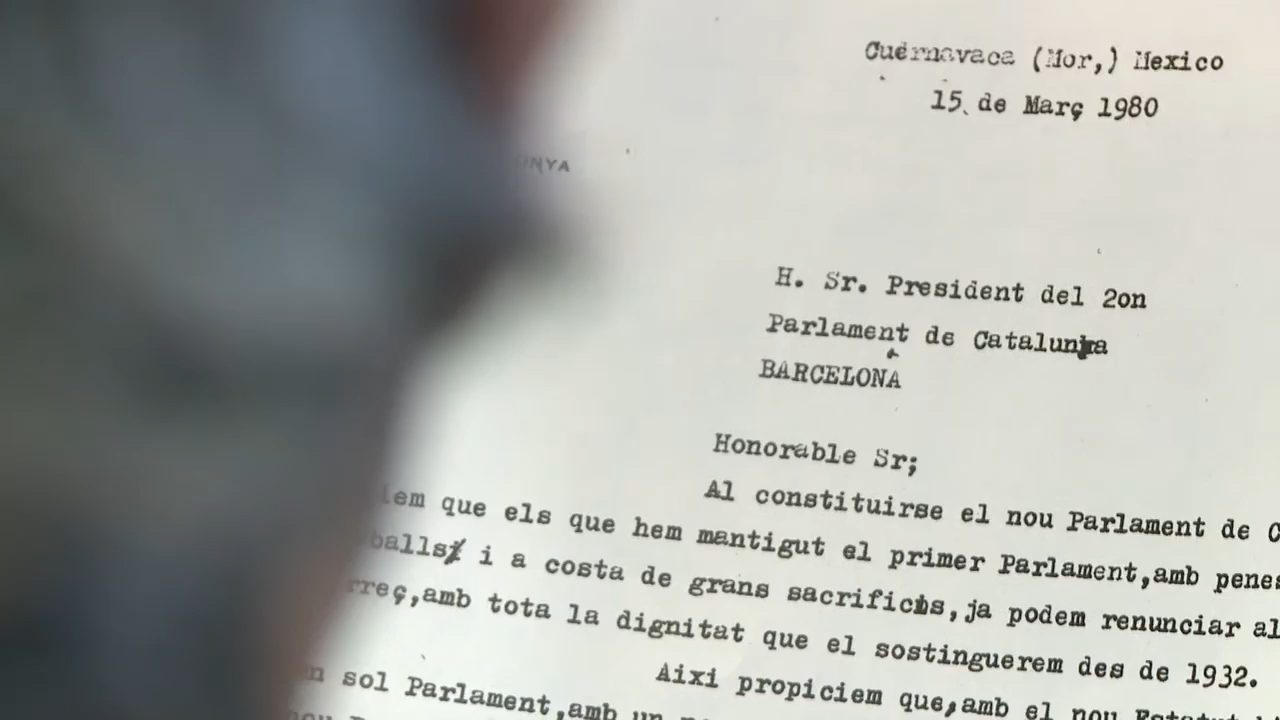 Cuernavaca (Mor,) Mexico
15 de Març 1980
H. Sr. President del 2on
Parlament de Catalunya
BARCELONA
Honorable Sr;
Al constituirse el nou Parlament de
que els que hem mantigut el primer Parlament,amb penes
i a costa de grans sacrificis,ja podem renunciar al
amb tota la dignitat que el sostinguerem des de 1932.
Aixi propiciem que,amb el nou
sol Parlament,amb un